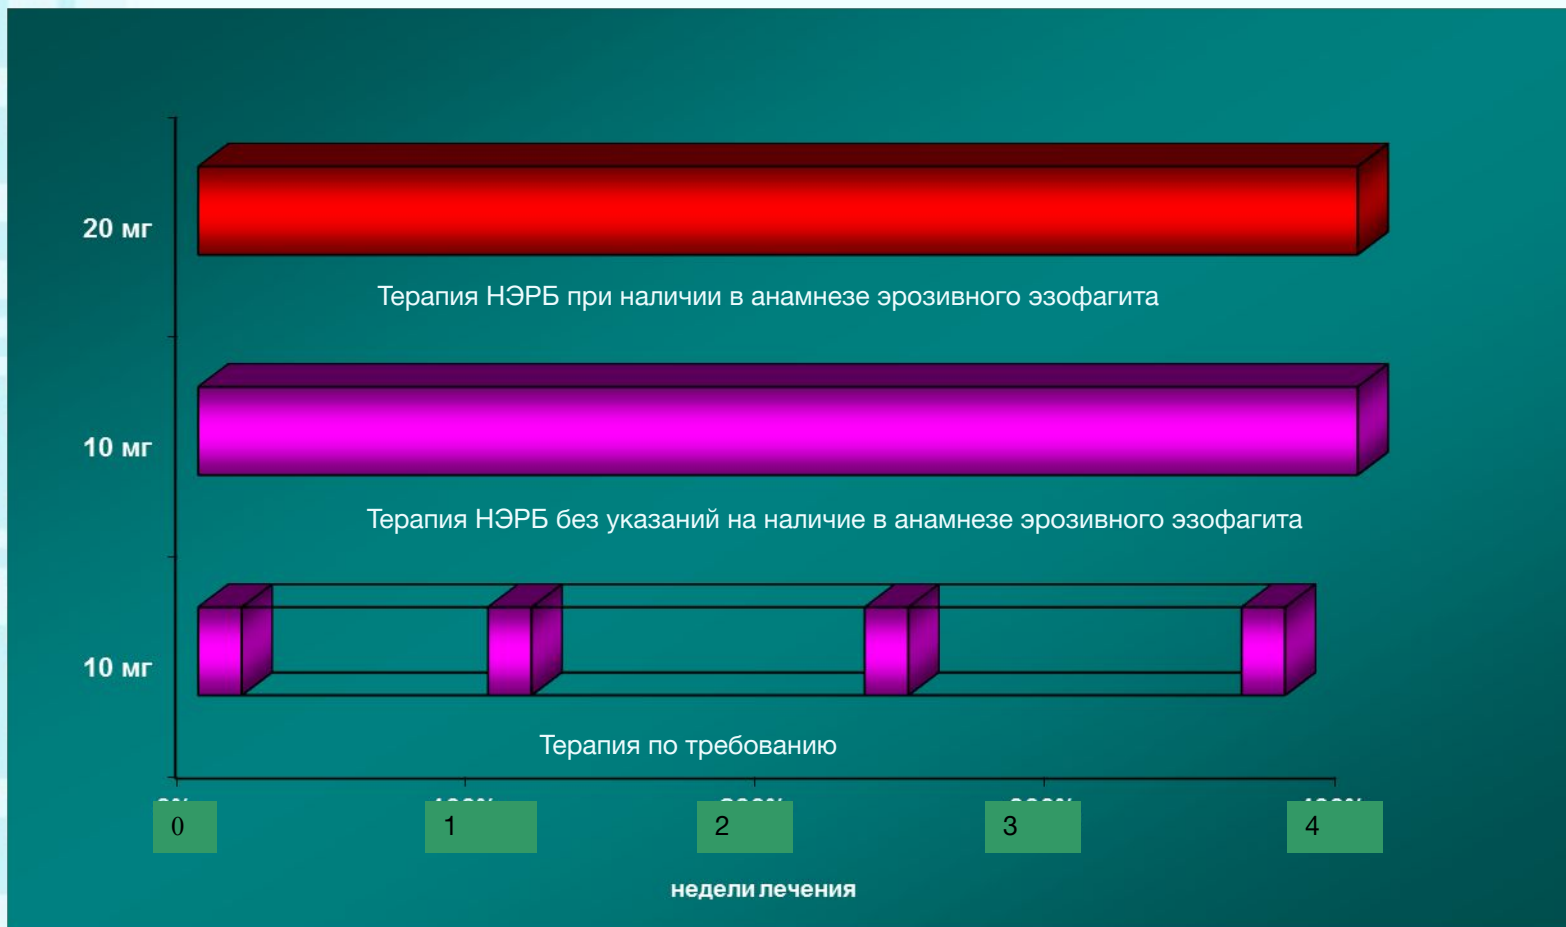 20 мг
Терапия НЭРБ при наличии в анамнезе эрозивного эзофагита
10 мг
Терапия НЭРБ без указаний на наличие в анамнезе эрозивного эзофагита
10 мг
Терапия по требованию
0 1 2 3 4
недели лечения